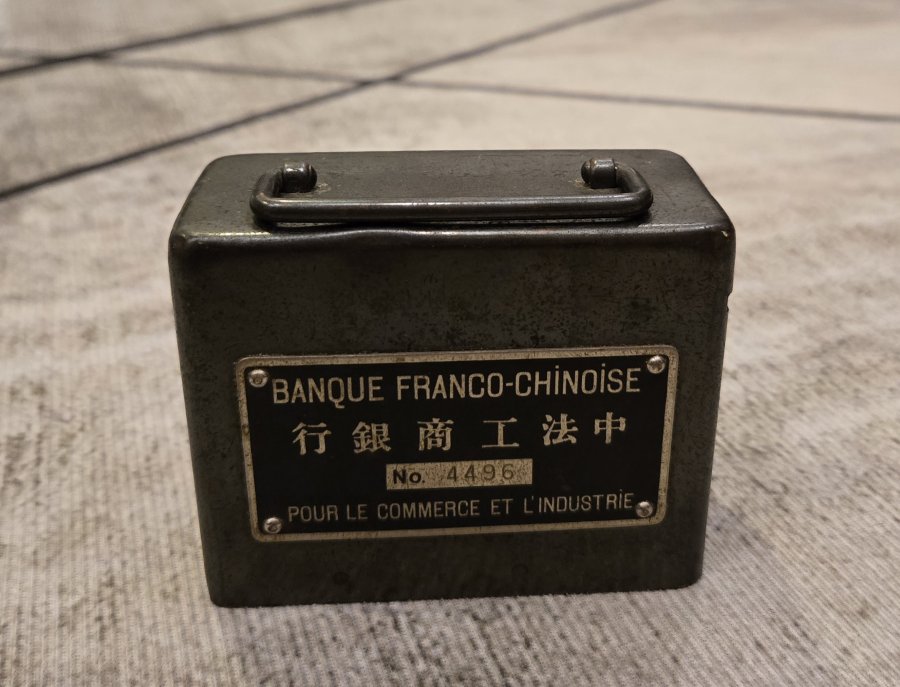 BANQUE FRANCO-CHINOISE
中法工商銀行
No. 4496
POUR LE COMMERCE ET L'INDUSTRIE